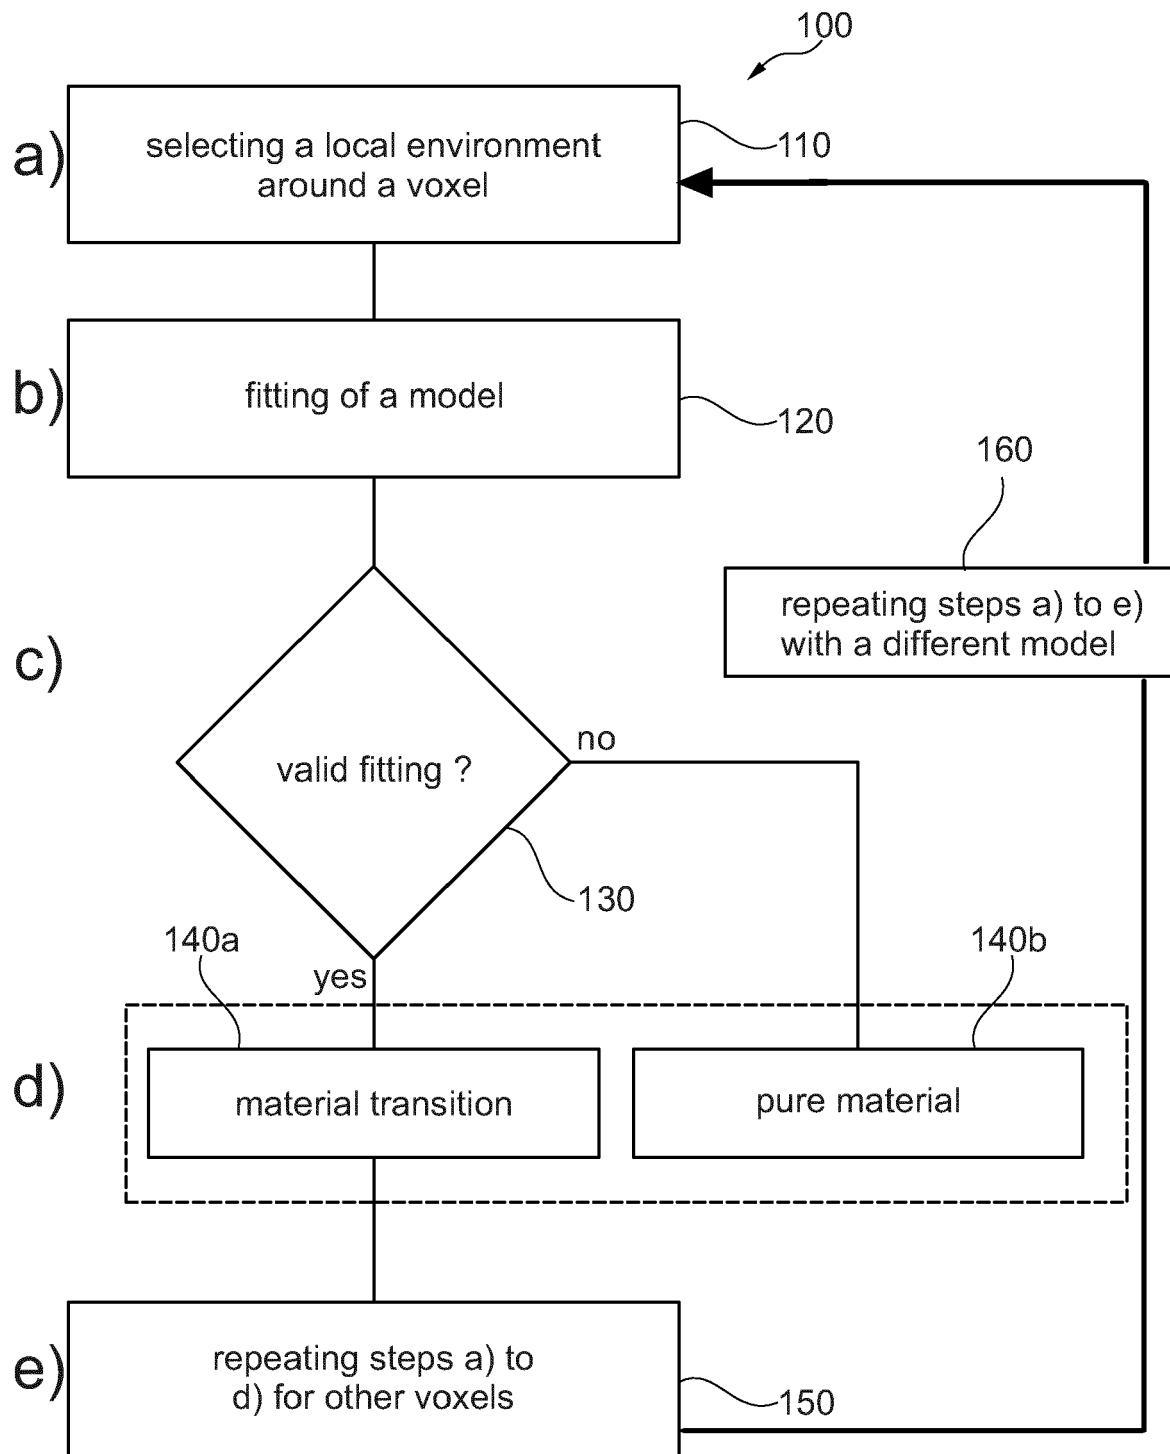 100
a)
selecting a local environment
around a voxel
110
b)
fitting of a model
120
160
repeating steps a) to e)
with a different model
c)
no
valid fitting ?
130
140a
140b
yes
d)
material transition
pure material
e)
repeating steps a) to
d) for other voxels
150